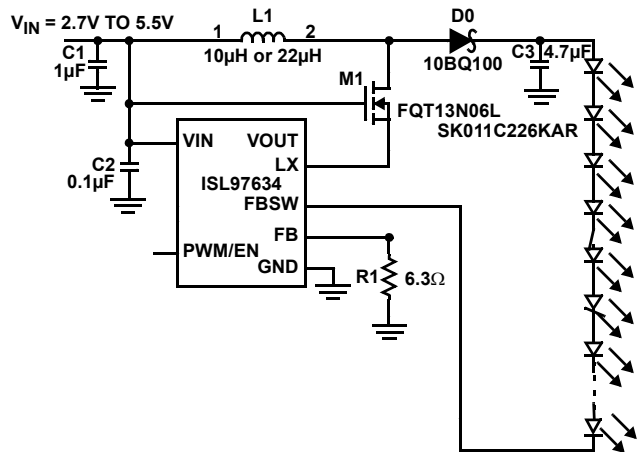 V_IN = 2.7V TO 5.5V
L1
1
2
10µH or 22µH
D0
10BQ100
C1
1µF
C3
4.7µF
M1
FQT13N06L
SK011C226KAR
C2
0.1µF
VIN
VOUT
LX
ISL97634
FBSW
FB
PWM/EN
GND
R1
6.3Ω